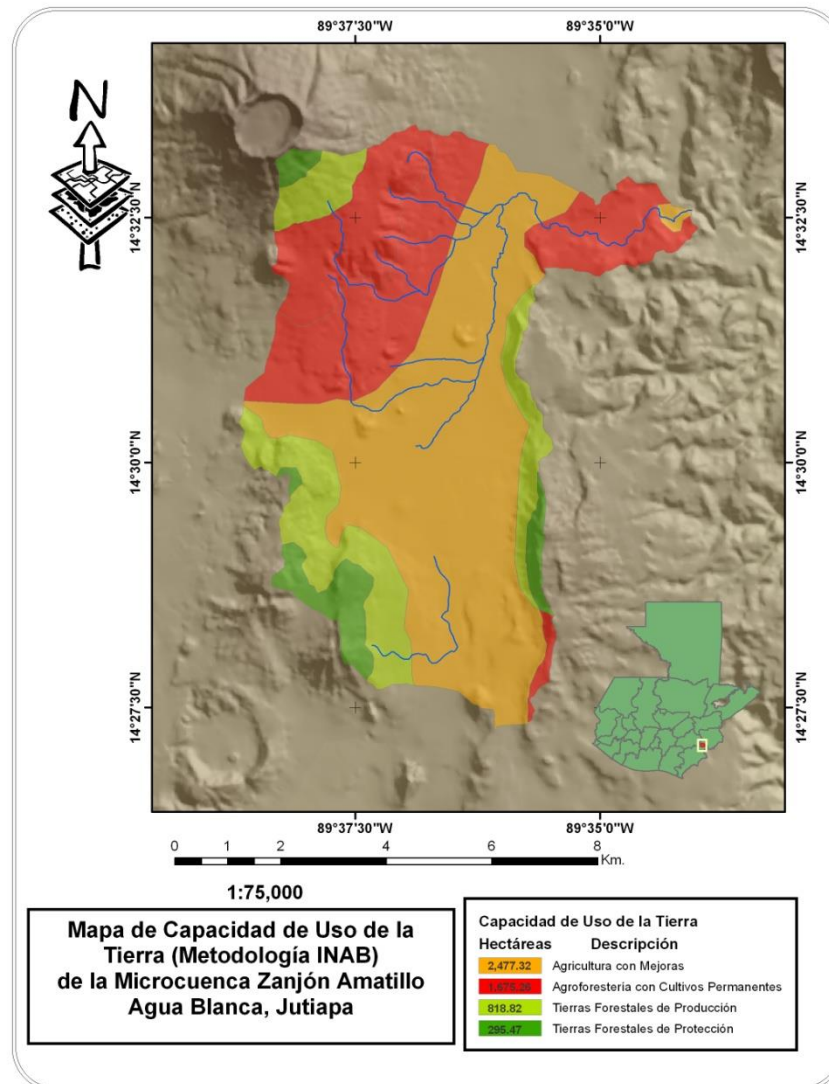 89°37'30"W 89°35'0"W
N
14°32'30"N 14°32'30"N
14°30'0"N 14°30'0"N
14°27'30"N 14°27'30"N
89°37'30"W 89°35'0"W
0 1 2 4 6 8
Km.
1:75,000
Mapa de Capacidad de Uso de la
Tierra (Metodología INAB)
de la Microcuenca Zanjón Amatillo
Agua Blanca, Jutiapa
Capacidad de Uso de la Tierra
Hectáreas Descripción
2,477.32 Agricultura con Mejoras
Agroforestería con Cultivos Permanentes
818.82 Tierras Forestales de Producción
295.47 Tierras Forestales de Protección